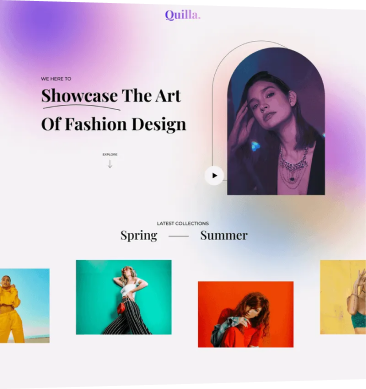 Quilla.
WE HERE TO
Showcase The Art
Of Fashion Design
EXPLORE
LATEST COLLECTIONS
Spring
Summer